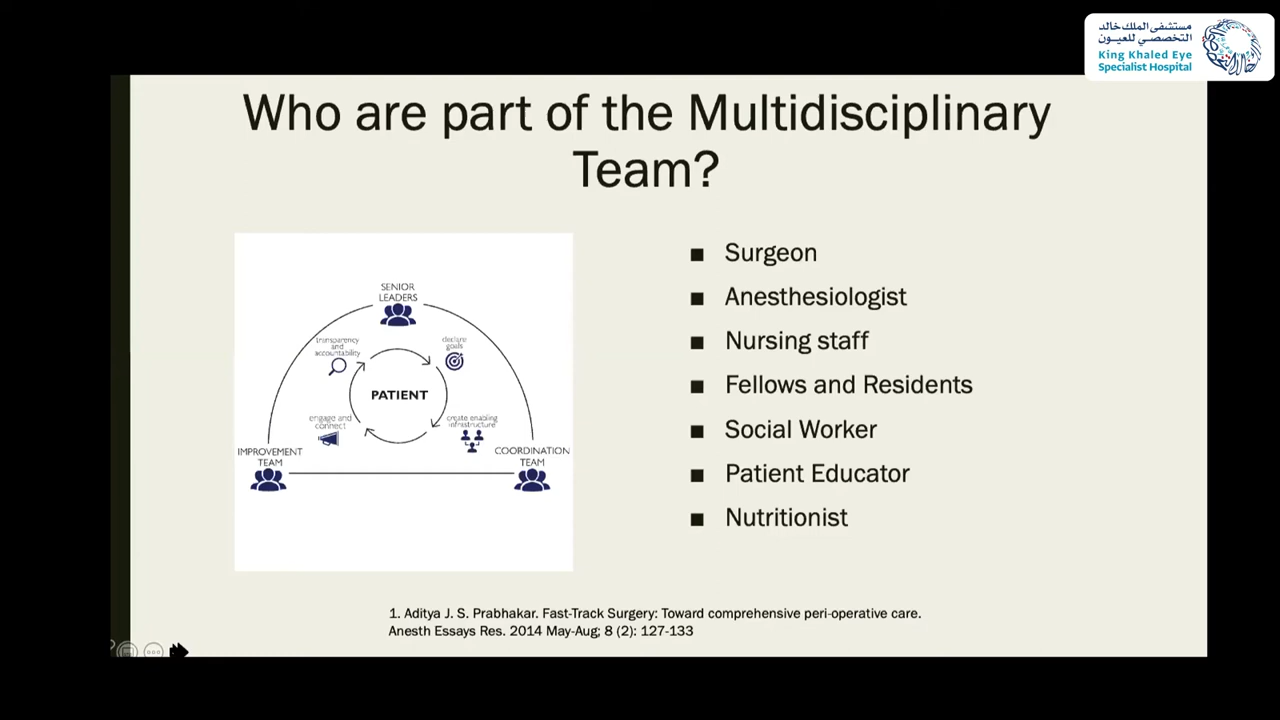 مستشفى الملك خالد
التخصصي للعيون
King Khaled Eye
Specialist Hospital
Who are part of the Multidisciplinary
Team?
SENIOR
LEADERS
transparency
and
accountability
declare
goals
PATIENT
engage and
connect
create enabling
infrastructure
IMPROVEMENT
TEAM
COORDINATION
TEAM
■ Surgeon
■ Anesthesiologist
■ Nursing staff
■ Fellows and Residents
■ Social Worker
■ Patient Educator
■ Nutritionist
1. Aditya J. S. Prabhakar. Fast-Track Surgery: Toward comprehensive peri-operative care.
Anesth Essays Res. 2014 May-Aug; 8 (2): 127-133